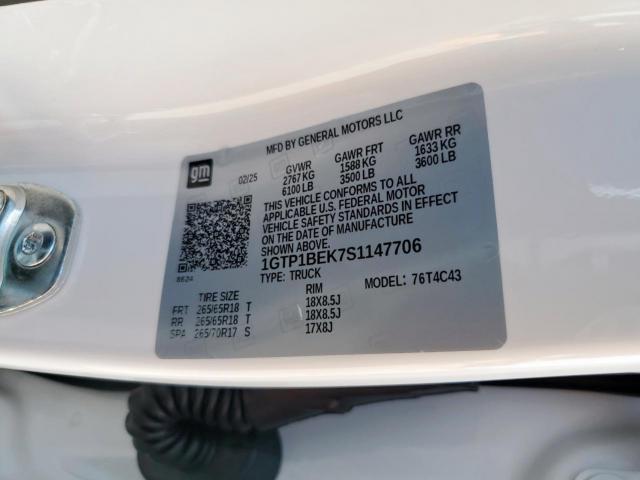 MFD BY GENERAL MOTORS LLC
gm
02/25
GVWR GAWR FRT GAWR RR
2767 KG 1588 KG 1633 KG
6100 LB 3500 LB 3600 LB
THIS VEHICLE CONFORMS TO ALL
APPLICABLE U.S. FEDERAL MOTOR
VEHICLE SAFETY STANDARDS IN EFFECT
ON THE DATE OF MANUFACTURE
SHOWN ABOVE.
1GTP1BEK7S1147706
8624
TYPE: TRUCK MODEL: 76T4C43
TIRE SIZE RIM
FRT 265/65R18 T 18X8.5J
RR 265/65R18 T 18X8.5J
SPA 265/70R17 S 17X8J